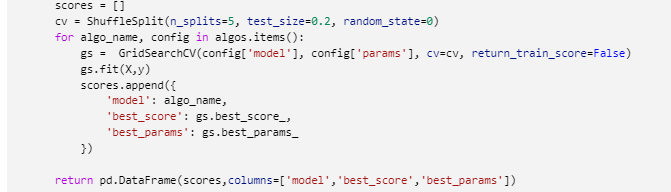 scores = []
cv = ShuffleSplit(n_splits=5, test_size=0.2, random_state=0)
for algo_name, config in algos.items():
gs =  GridSearchCV(config['model'], config['params'], cv=cv, return_train_score=False)
gs.fit(X,y)
scores.append({
'model': algo_name,
'best_score': gs.best_score_,
'best_params': gs.best_params_
})
return pd.DataFrame(scores,columns=['model','best_score','best_params'])